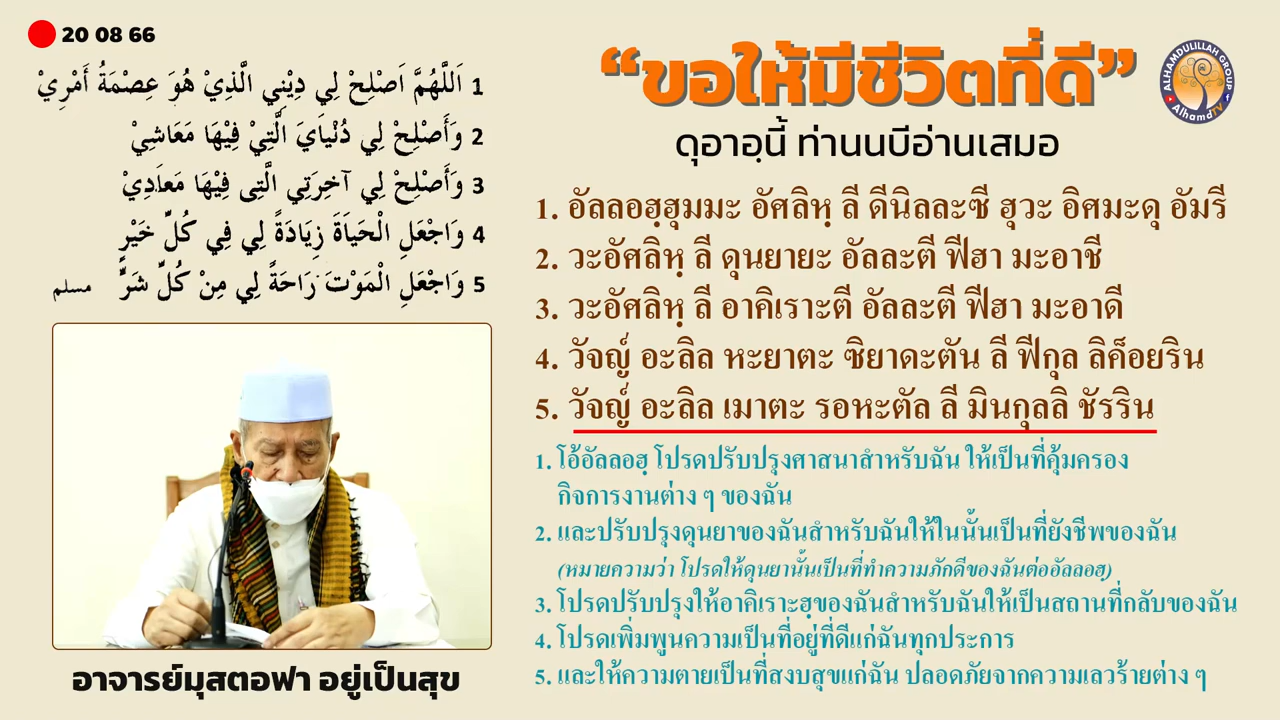 20 08 66
اَللَّهُمَّ اَصْلِحْ لِي دِيْنِي الَّذِيْ هُوَ عِصْمَةُ أَمْرِيْ 1
وَأَصْلِحْ لِي دُنْيَايَ الَّتِيْ فِيْهَا مَعَاشِيْ 2
وَأَصْلِحْ لِي آخِرَتِي الَّتِى فِيْهَا مَعَادِيْ 3
وَاجْعَلِ الْحَيَاةَ زِيَادَةً لِي فِي كُلِّ خَيْرٍ 4
وَاجْعَلِ الْمَوْتَ رَاحَةً لِي مِنْ كُلِّ شَرٍّ 5 مسلم
อาจารย์มุสตอฟา อยู่เป็นสุข
“ขอให้มีชีวิตที่ดี”
ALHAMDULILLAH GROUP
AlhamdTV
ดุอาอฺนี้ ท่านนบีอ่านเสมอ
1. อัลลอฮฺฮุมมะ อัศลิหฺ ลี ดีนิลละซี ฮุวะ อิศมะดุ อัมรี
2. วะอัศลิหฺ ลี ดุนยายะ อัลละตี ฟีฮา มะอาชี
3. วะอัศลิหฺ ลี อาคิเราะตี อัลละตี ฟีฮา มะอาดี
4. วัจญ์ อะลิล หะยาตะ ซิยาดะตัน ลี ฟีกุล ลิค็อยริน
5. วัจญ์ อะลิล เมาตะ รอหะตัล ลี มินกุลลิ ชัรริน
1. โอ้อัลลอฮฺ โปรดปรับปรุงศาสนาสำหรับฉัน ให้เป็นที่คุ้มครอง
กิจการงานต่าง ๆ ของฉัน
2. และปรับปรุงดุนยาของฉันสำหรับฉันให้ในนั้นเป็นที่ยังชีพของฉัน
(หมายความว่า โปรดให้ดุนยานั้นเป็นที่ทำความภักดีของฉันต่ออัลลอฮฺ)
3. โปรดปรับปรุงให้อาคิเราะฮฺของฉันสำหรับฉันให้เป็นสถานที่กลับของฉัน
4. โปรดเพิ่มพูนความเป็นที่อยู่ที่ดีแก่ฉันทุกประการ
5. และให้ความตายเป็นที่สงบสุขแก่ฉัน ปลอดภัยจากความเลวร้ายต่าง ๆ